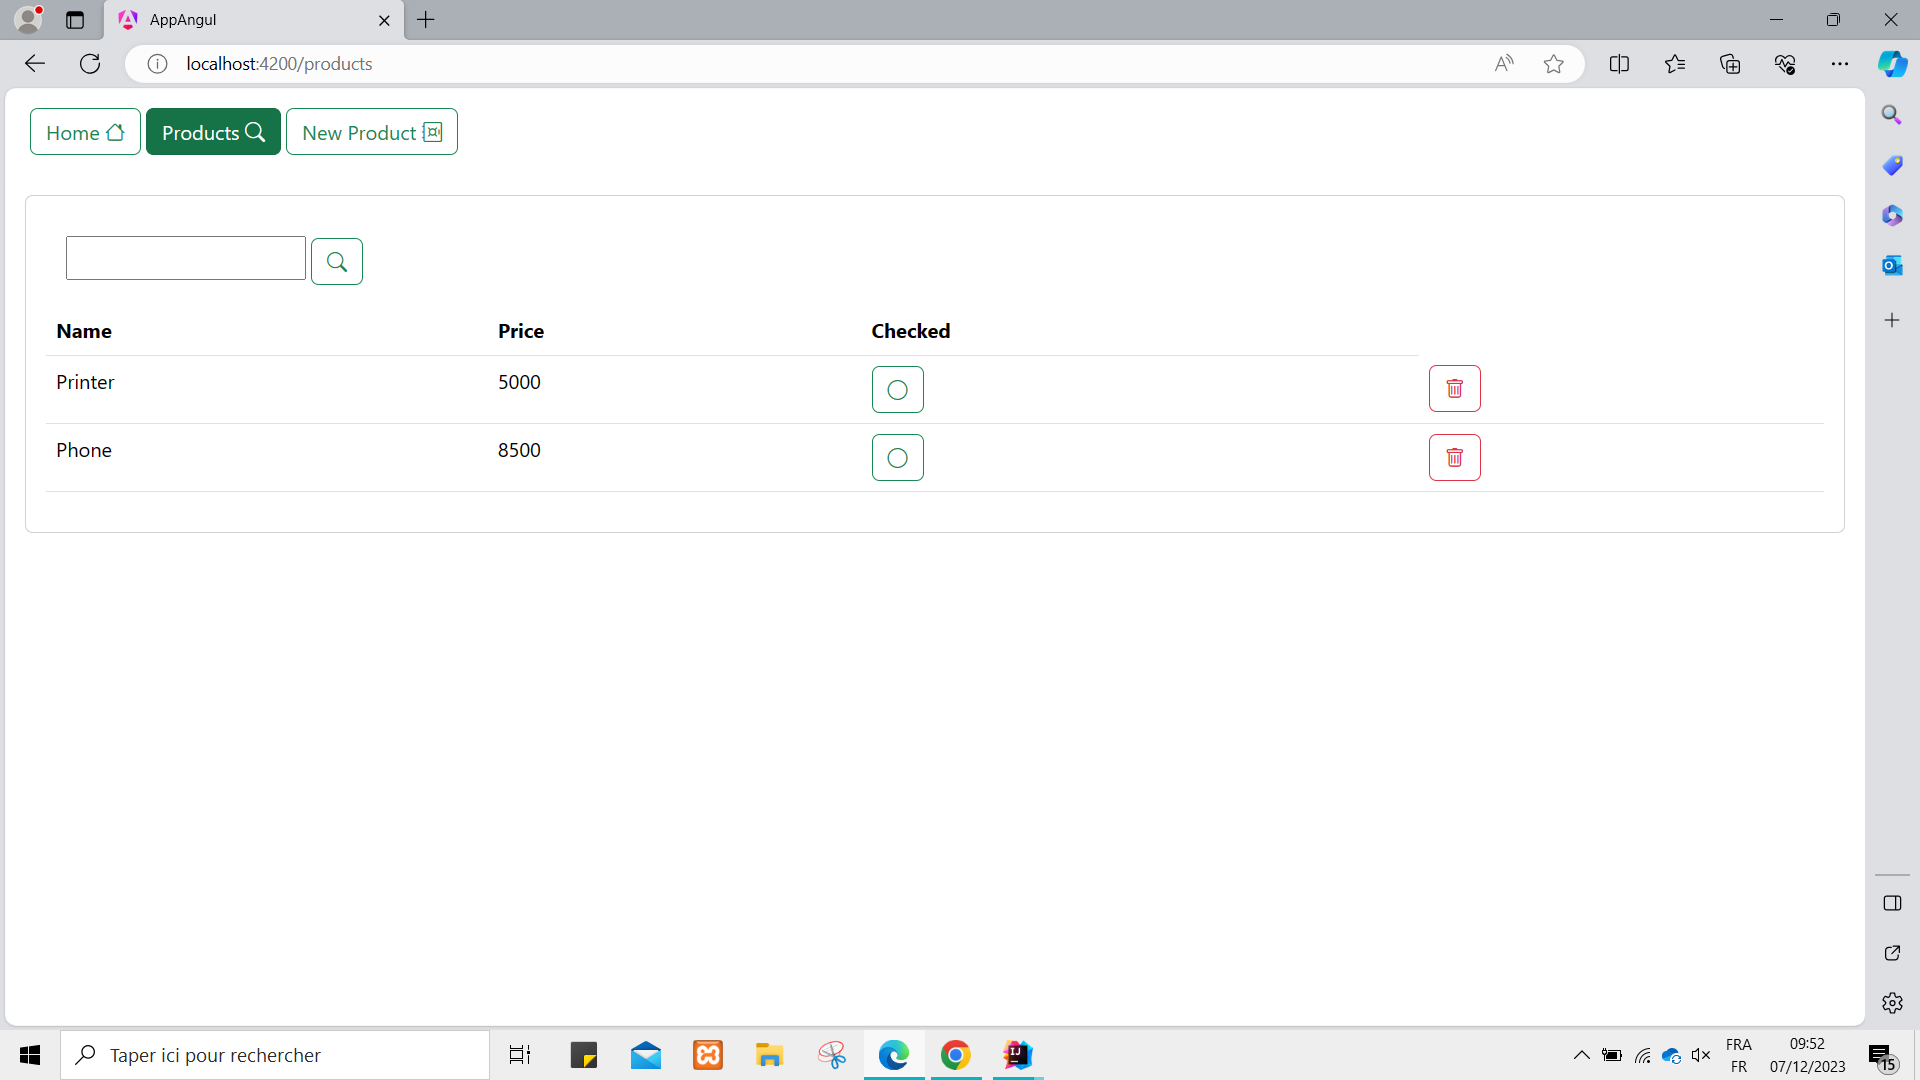 AppAngul
localhost:4200/products
Home
Products
New Product
Name Price Checked
Printer 5000
Phone 8500
Taper ici pour rechercher
FRA
FR
09:52
07/12/2023
15